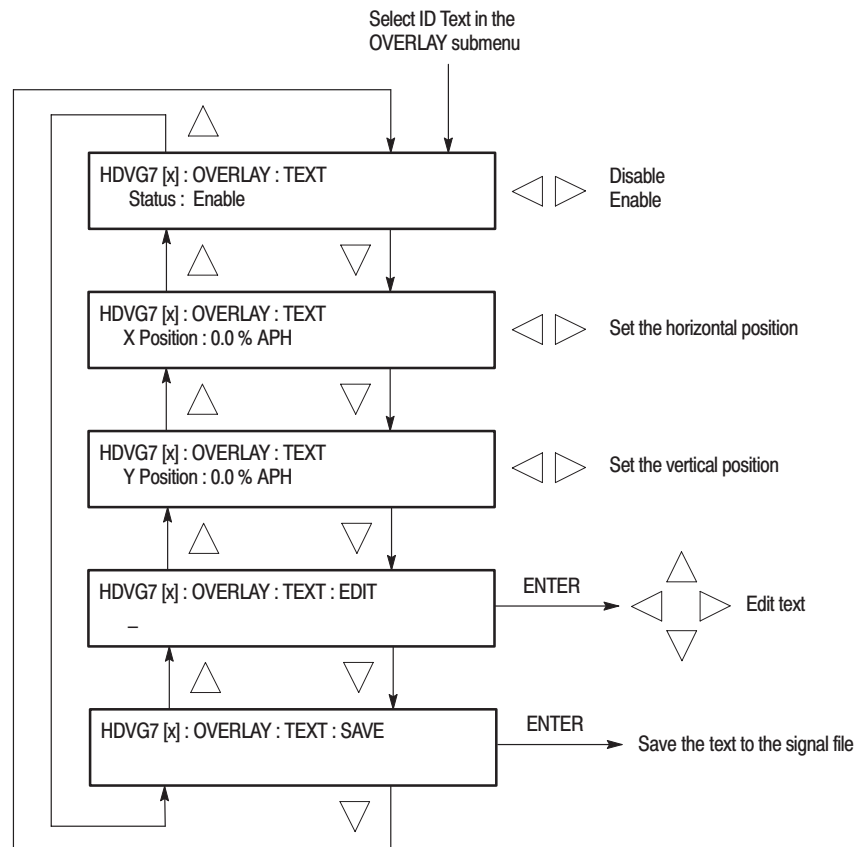 Select ID Text in the
OVERLAY submenu
HDVG7 [x] : OVERLAY : TEXT
Status : Enable
Disable
Enable
HDVG7 [x] : OVERLAY : TEXT
X Position : 0.0 % APH
Set the horizontal position
HDVG7 [x] : OVERLAY : TEXT
Y Position : 0.0 % APH
Set the vertical position
HDVG7 [x] : OVERLAY : TEXT : EDIT
_
ENTER
Edit text
HDVG7 [x] : OVERLAY : TEXT : SAVE
ENTER
Save the text to the signal file